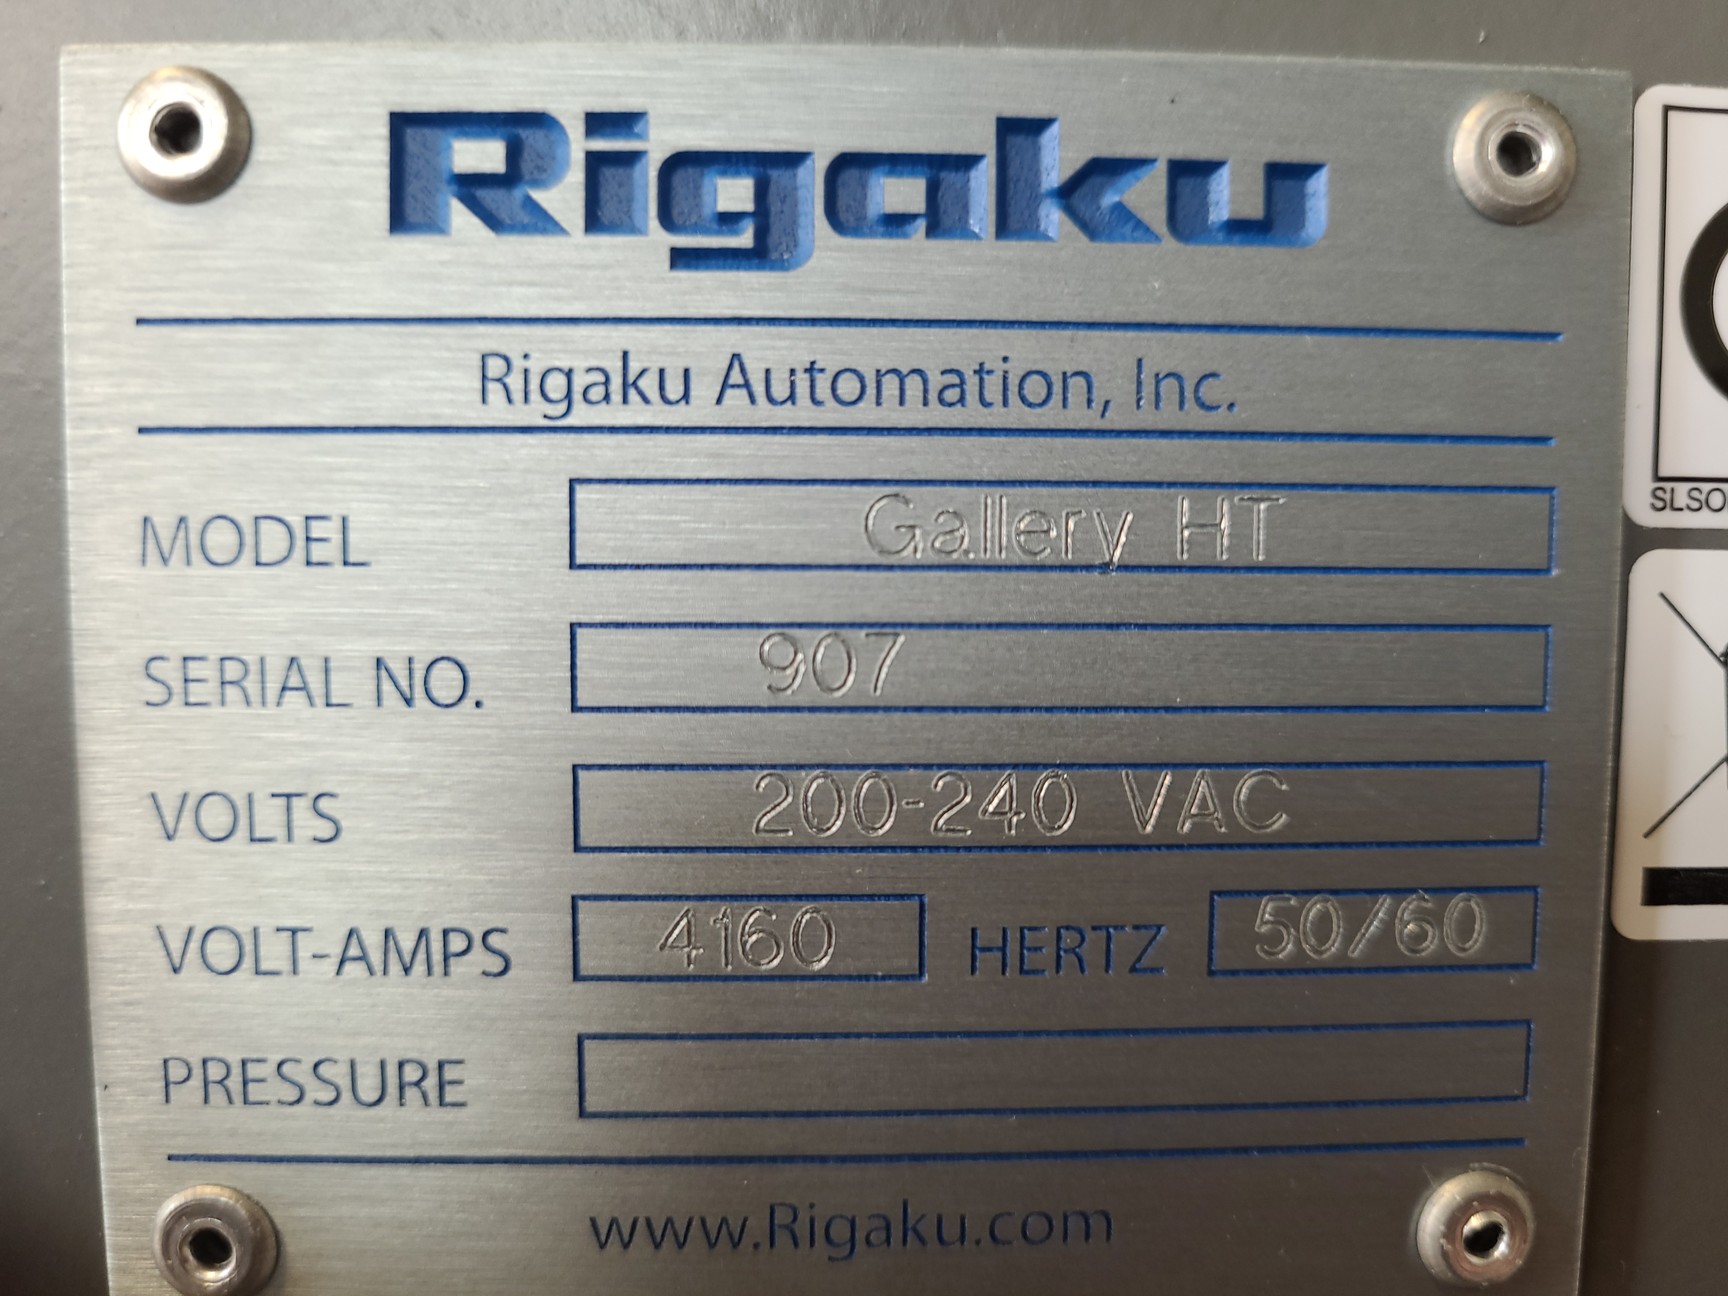 Rigaku
Rigaku Automation, Inc.
MODEL Gallery HT
SERIAL NO. 907
VOLTS 200-240 VAC
VOLT-AMPS 4160 HERTZ 50/60
PRESSURE
www.Rigaku.com